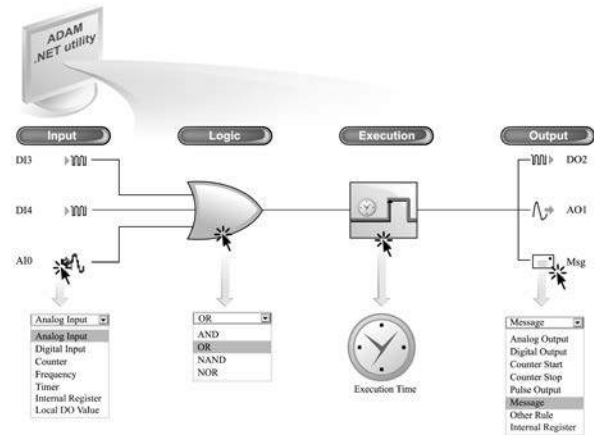 ADAM
.NET utility
Input
Logic
Execution
Output
DI3
DO2
DI4
AO1
AI0
Msg
Analog Input
Analog Input
Digital Input
Counter
Frequency
Timer
Internal Register
Local DO Value
OR
AND
OR
NAND
NOR
Execution Time
Message
Analog Output
Digital Output
Counter Start
Counter Stop
Pulse Output
Message
Other Rule
Internal Register